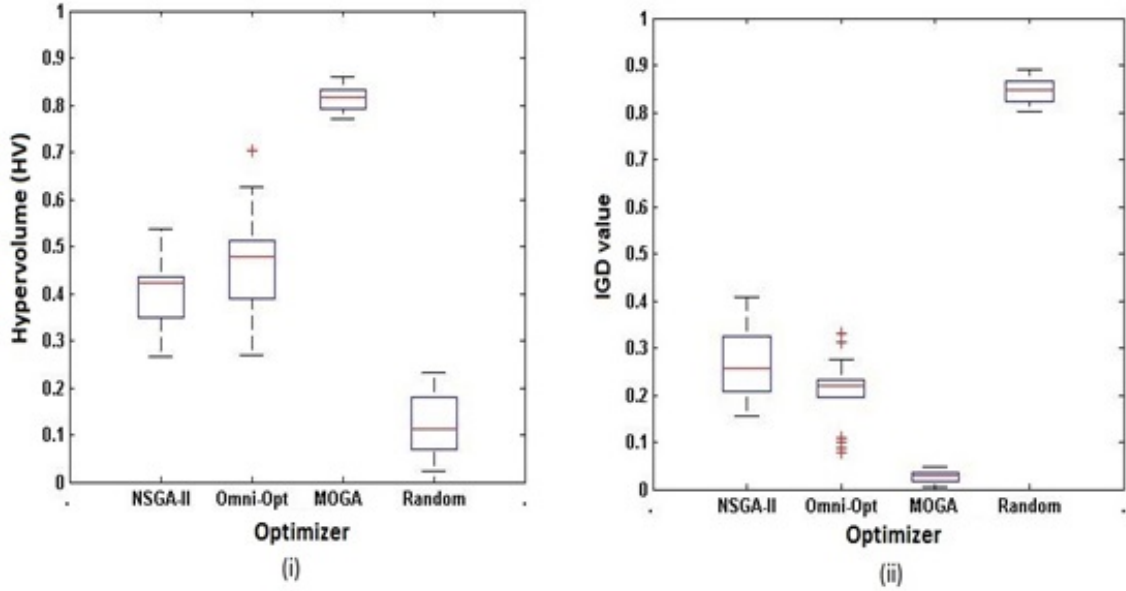 1
0.9
0.8
0.7
0.6
0.5
0.4
0.3
0.2
0.1
0
Hypervolume (HV)
NSGA-II Omni-Opt MOGA Random
Optimizer
(i)
1
0.9
0.8
0.7
0.6
0.5
0.4
0.3
0.2
0.1
0
IGD value
NSGA-II Omni-Opt MOGA Random
Optimizer
(ii)